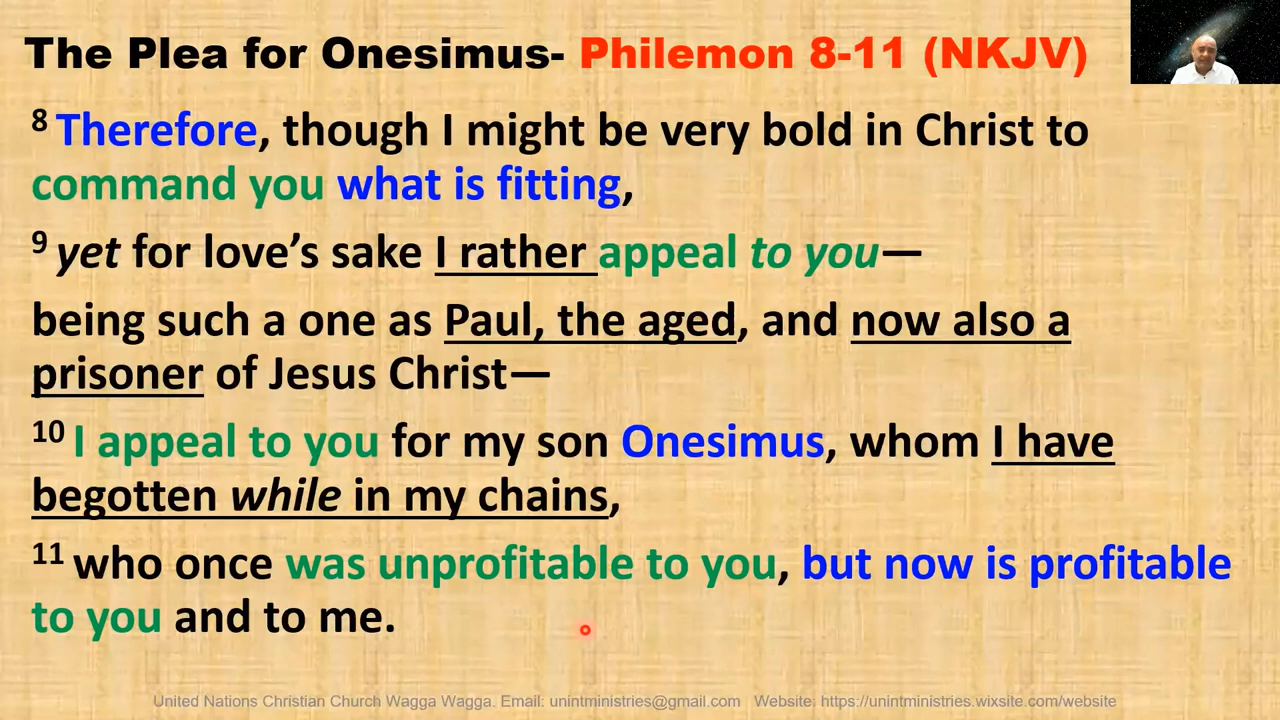 The Plea for Onesimus- Philemon 8-11 (NKJV)
8 Therefore, though I might be very bold in Christ to
command you what is fitting,
9 yet for love’s sake I rather appeal to you—
being such a one as Paul, the aged, and now also a
prisoner of Jesus Christ—
10 I appeal to you for my son Onesimus, whom I have
begotten while in my chains,
11 who once was unprofitable to you, but now is profitable
to you and to me.
United Nations Christian Church Wagga Wagga. Email: unintministries@gmail.com Website: https://unintministries.wixsite.com/website